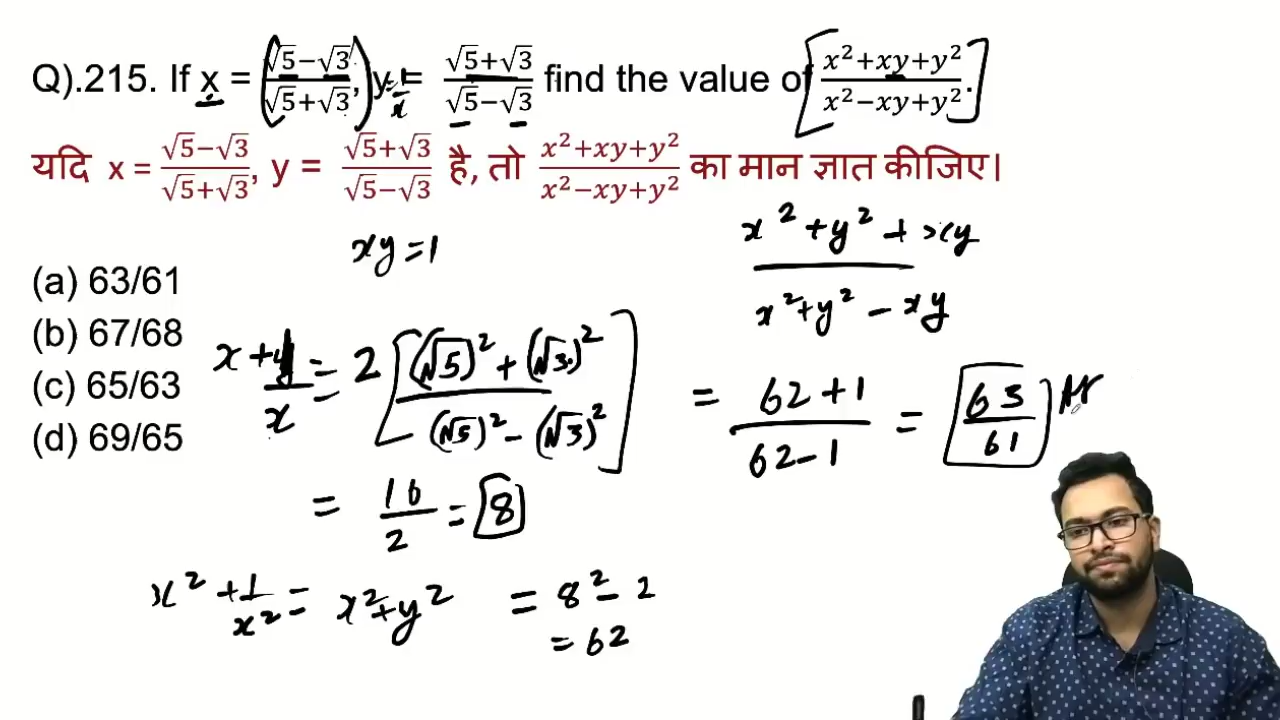 Q).215. If x = (√5−√3)/(√5+√3), y = (√5+√3)/(√5−√3) find the value of (x²+xy+y²)/(x²−xy+y²).
= 1/x
यदि x = (√5−√3)/(√5+√3), y = (√5+√3)/(√5−√3) है, तो (x²+xy+y²)/(x²−xy+y²) का मान ज्ञात कीजिए।
(a) 63/61
(b) 67/68
(c) 65/63
(d) 69/65
xy = 1
x + 1/x = 2 [((√5)² + (√3)²)/((√5)² − (√3)²)]
= 16/2 = 8
x² + 1/x² = x² + y² = 8² − 2
= 62
(x² + y² + xy)/(x² + y² − xy)
= (62 + 1)/(62 − 1) = 63/61